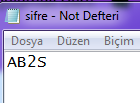 sifre - Not Defteri
Dosya Düzen Biçim
AB2S